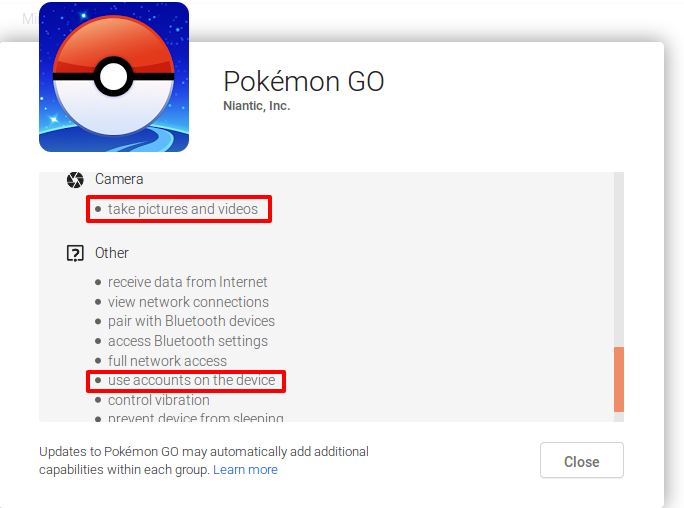 Pokémon GO
Niantic, Inc.
Camera
take pictures and videos
Other
receive data from Internet
view network connections
pair with Bluetooth devices
access Bluetooth settings
full network access
use accounts on the device
control vibration
prevent device from sleeping
Updates to Pokémon GO may automatically add additional
capabilities within each group. Learn more
Close